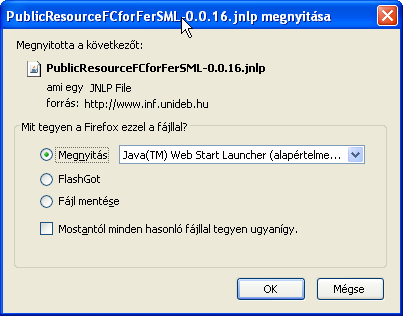 PublicResourceFCforFerSML-0.0.16.jnlp megnyitása
Megnyitotta a következőt:
PublicResourceFCforFerSML-0.0.16.jnlp
ami egy JNLP File
forrás: http://www.inf.unideb.hu
Mit tegyen a Firefox ezzel a fájllal?
Megnyitás Java(TM) Web Start Launcher (alapértelme...
FlashGot
Fájl mentése
Mostantól minden hasonló fájllal tegyen ugyanígy.
OK Mégse